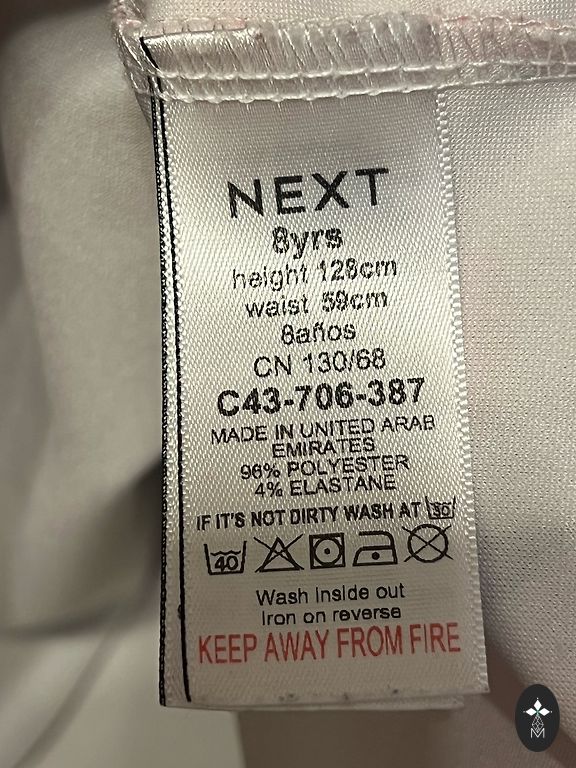 NEXT
8yrs
height 128cm
waist 59cm
8años
CN 130/68
C43-706-387
MADE IN UNITED ARAB
EMIRATES
96% POLYESTER
4% ELASTANE
IF IT'S NOT DIRTY WASH AT 30
40
Wash inside out
Iron on reverse
KEEP AWAY FROM FIRE
M